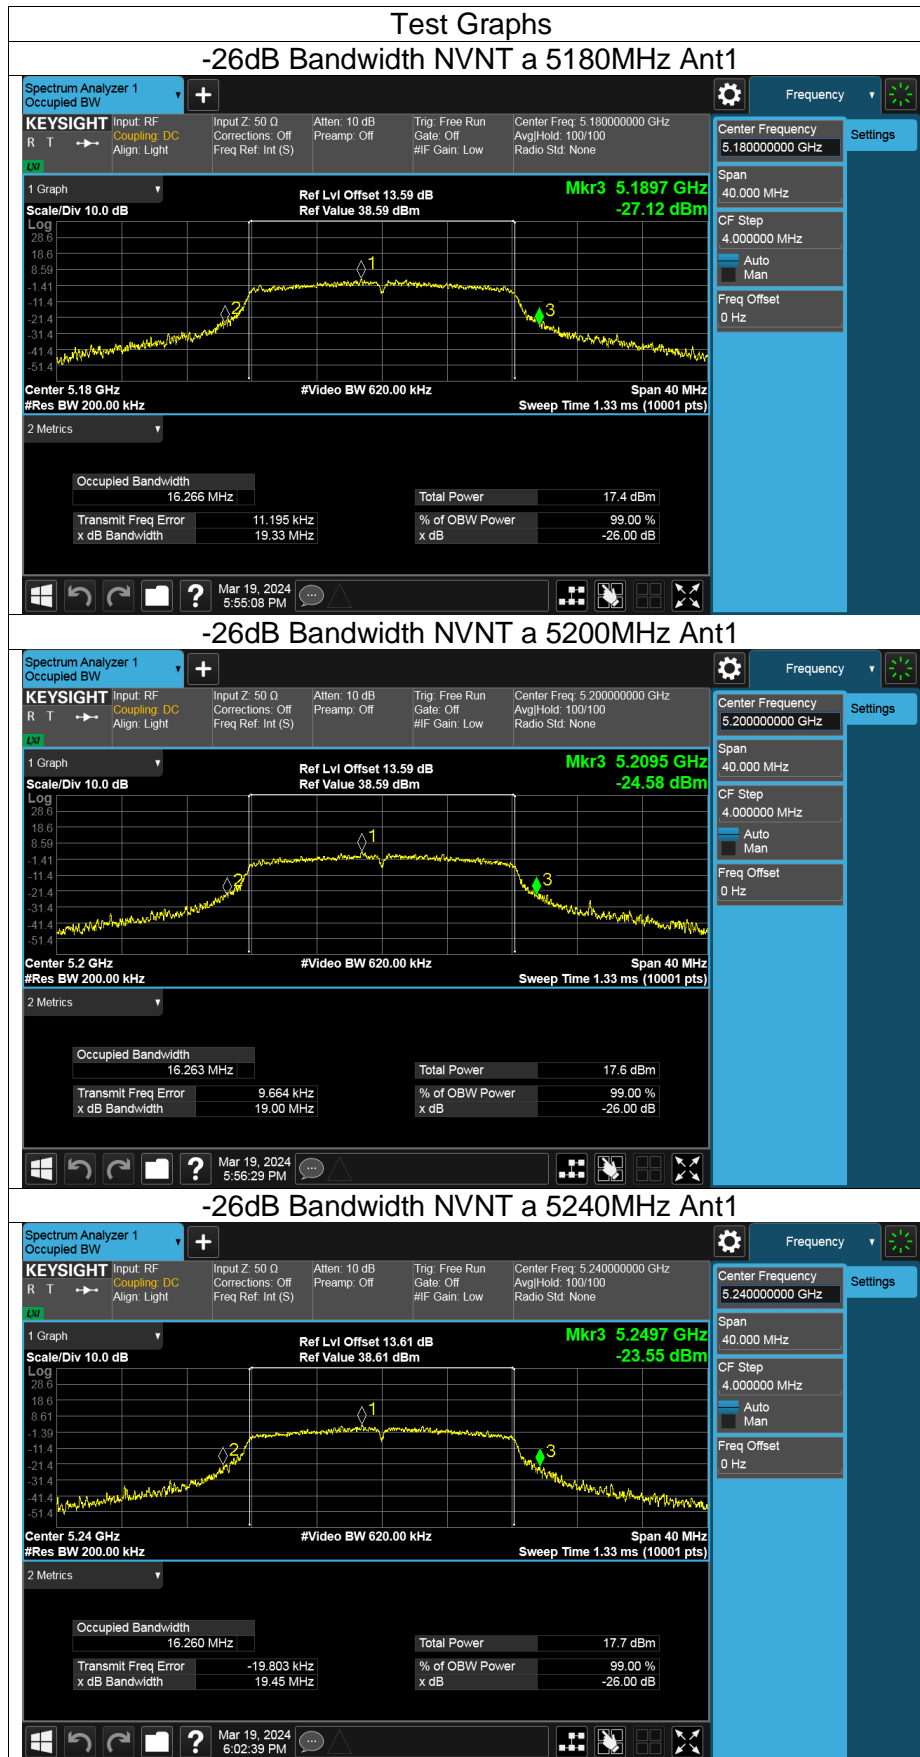 Test Graphs
-26dB Bandwidth NVNT a 5180MHz Ant1
Spectrum Analyzer 1
Occupied BW
Frequency
KEYSIGHT
R T
LXI
Input: RF
Coupling: DC
Align: Light
Input Z: 50 Ω
Corrections: Off
Freq Ref: Int (S)
Atten: 10 dB
Preamp: Off
Trig: Free Run
Gate: Off
#IF Gain: Low
Center Freq: 5.180000000 GHz
Avg|Hold: 100/100
Radio Std: None
Center Frequency
5.180000000 GHz
Settings
Span
40.000 MHz
CF Step
4.000000 MHz
Auto
Man
Freq Offset
0 Hz
1 Graph
Scale/Div 10.0 dB
Ref Lvl Offset 13.59 dB
Ref Value 38.59 dBm
Mkr3 5.1897 GHz
-27.12 dBm
Log
28.6
18.6
8.59
-1.41
-11.4
-21.4
-31.4
-41.4
-51.4
1
2
3
Center 5.18 GHz
#Video BW 620.00 kHz
Span 40 MHz
#Res BW 200.00 kHz
Sweep Time 1.33 ms (10001 pts)
2 Metrics
Occupied Bandwidth
16.266 MHz
Total Power 17.4 dBm
Transmit Freq Error 11.195 kHz
% of OBW Power 99.00 %
x dB Bandwidth 19.33 MHz
x dB -26.00 dB
?
Mar 19, 2024
5:55:08 PM
-26dB Bandwidth NVNT a 5200MHz Ant1
Spectrum Analyzer 1
Occupied BW
Frequency
KEYSIGHT
R T
LXI
Input: RF
Coupling: DC
Align: Light
Input Z: 50 Ω
Corrections: Off
Freq Ref: Int (S)
Atten: 10 dB
Preamp: Off
Trig: Free Run
Gate: Off
#IF Gain: Low
Center Freq: 5.200000000 GHz
Avg|Hold: 100/100
Radio Std: None
Center Frequency
5.200000000 GHz
Settings
Span
40.000 MHz
CF Step
4.000000 MHz
Auto
Man
Freq Offset
0 Hz
1 Graph
Scale/Div 10.0 dB
Ref Lvl Offset 13.59 dB
Ref Value 38.59 dBm
Mkr3 5.2095 GHz
-24.58 dBm
Log
28.6
18.6
8.59
-1.41
-11.4
-21.4
-31.4
-41.4
-51.4
1
2
3
Center 5.2 GHz
#Video BW 620.00 kHz
Span 40 MHz
#Res BW 200.00 kHz
Sweep Time 1.33 ms (10001 pts)
2 Metrics
Occupied Bandwidth
16.263 MHz
Total Power 17.6 dBm
Transmit Freq Error 9.664 kHz
% of OBW Power 99.00 %
x dB Bandwidth 19.00 MHz
x dB -26.00 dB
?
Mar 19, 2024
5:56:29 PM
-26dB Bandwidth NVNT a 5240MHz Ant1
Spectrum Analyzer 1
Occupied BW
Frequency
KEYSIGHT
R T
LXI
Input: RF
Coupling: DC
Align: Light
Input Z: 50 Ω
Corrections: Off
Freq Ref: Int (S)
Atten: 10 dB
Preamp: Off
Trig: Free Run
Gate: Off
#IF Gain: Low
Center Freq: 5.240000000 GHz
Avg|Hold: 100/100
Radio Std: None
Center Frequency
5.240000000 GHz
Settings
Span
40.000 MHz
CF Step
4.000000 MHz
Auto
Man
Freq Offset
0 Hz
1 Graph
Scale/Div 10.0 dB
Ref Lvl Offset 13.61 dB
Ref Value 38.61 dBm
Mkr3 5.2497 GHz
-23.55 dBm
Log
28.6
18.6
8.61
-1.39
-11.4
-21.4
-31.4
-41.4
-51.4
1
2
3
Center 5.24 GHz
#Video BW 620.00 kHz
Span 40 MHz
#Res BW 200.00 kHz
Sweep Time 1.33 ms (10001 pts)
2 Metrics
Occupied Bandwidth
16.260 MHz
Total Power 17.7 dBm
Transmit Freq Error -19.803 kHz
% of OBW Power 99.00 %
x dB Bandwidth 19.45 MHz
x dB -26.00 dB
?
Mar 19, 2024
6:02:39 PM